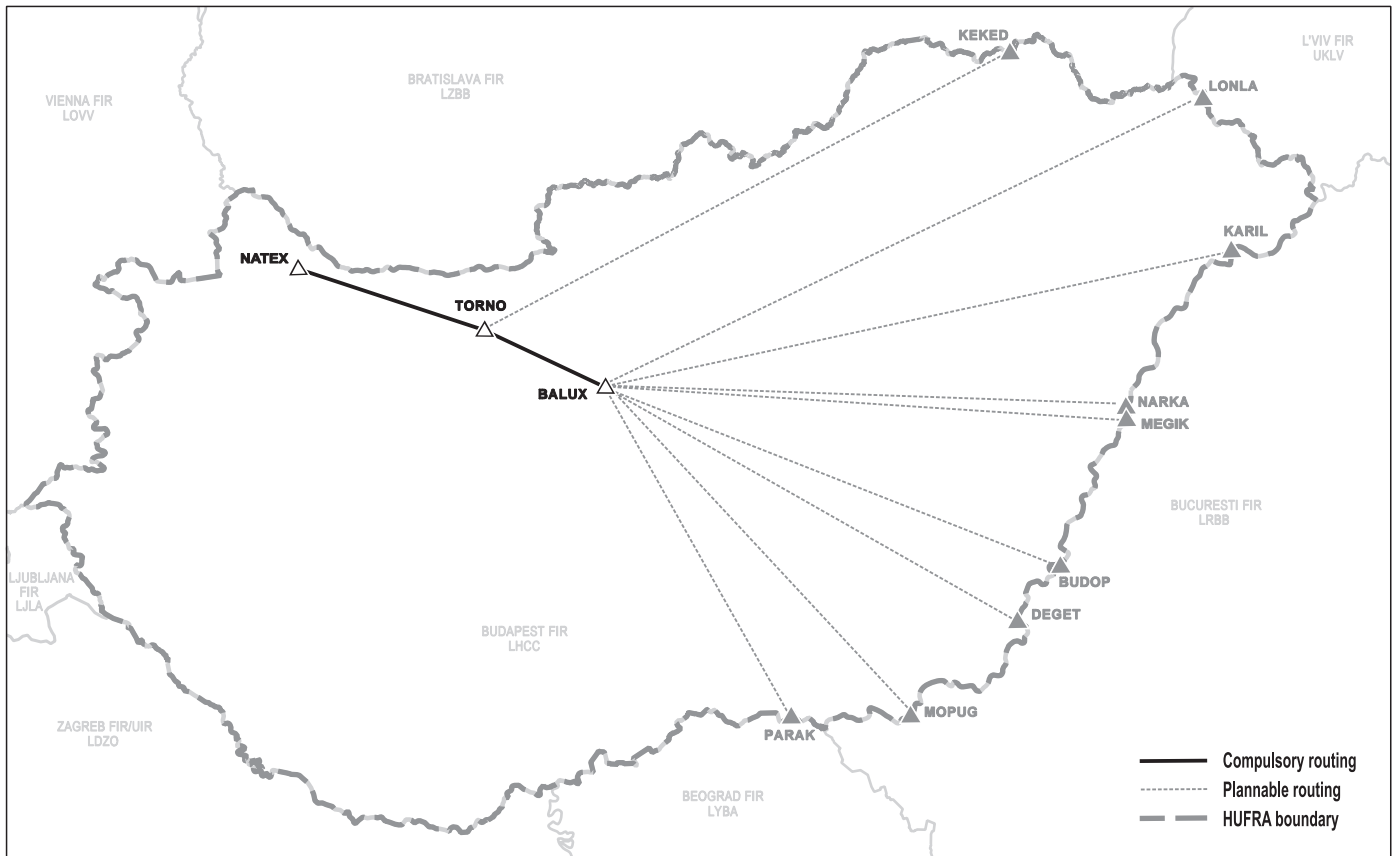 KEKED
L'VIV FIR
UKLV
BRATISLAVA FIR
LZBB
LONLA
VIENNA FIR
LOVV
KARIL
NATEX
TORNO
BALUX
NARKA
MEGIK
BUCURESTI FIR
LRBB
LJUBLJANA
FIR
LJLA
BUDOP
DEGET
BUDAPEST FIR
LHCC
MOPUG
ZAGREB FIR/UIR
LDZO
PARAK
BEOGRAD FIR
LYBA
Compulsory routing
Plannable routing
HUFRA boundary